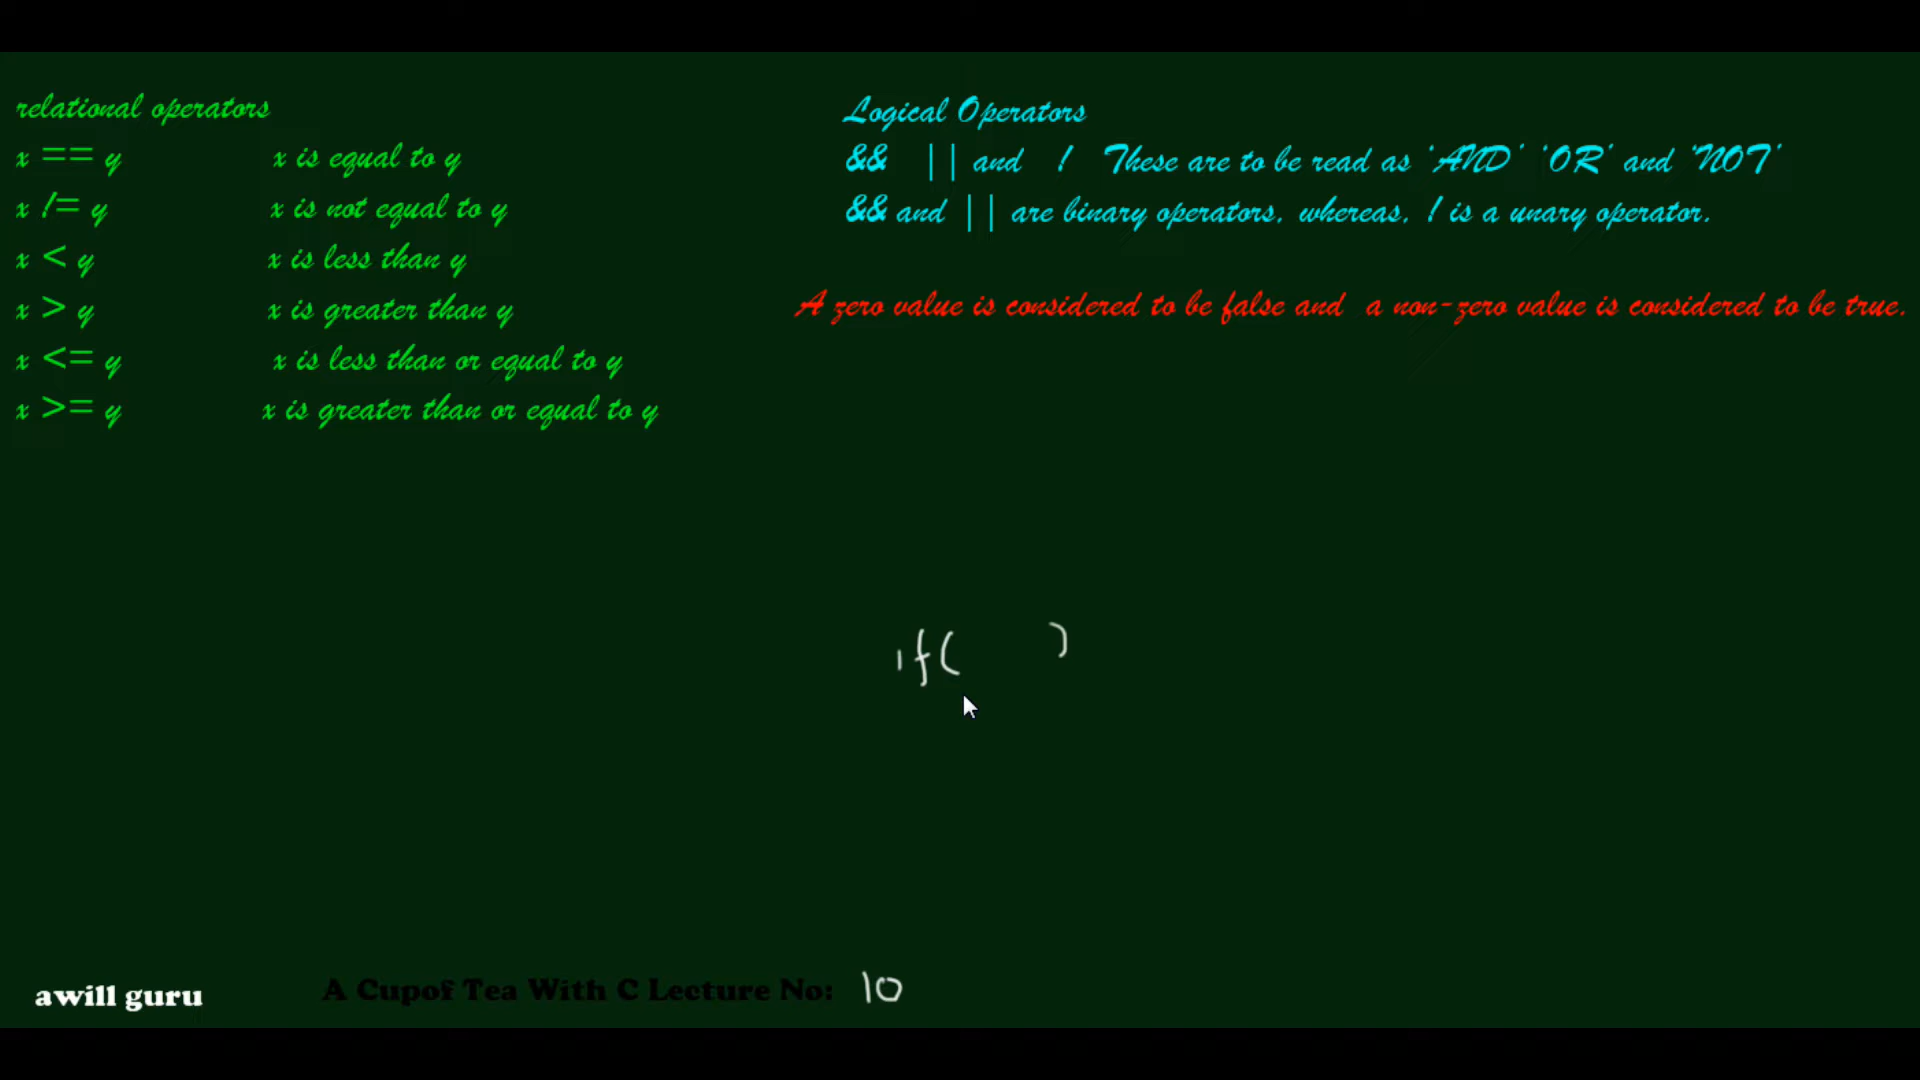 relational operators
x == y x is equal to y
x != y x is not equal to y
x < y x is less than y
x > y x is greater than y
x <= y x is less than or equal to y
x >= y x is greater than or equal to y
Logical Operators
&& || and ! These are to be read as 'AND' 'OR' and 'NOT'
&& and || are binary operators, whereas, ! is a unary operator.
A zero value is considered to be false and a non-zero value is considered to be true.
if( )
awill guru
A Cupof Tea With C Lecture No: 10